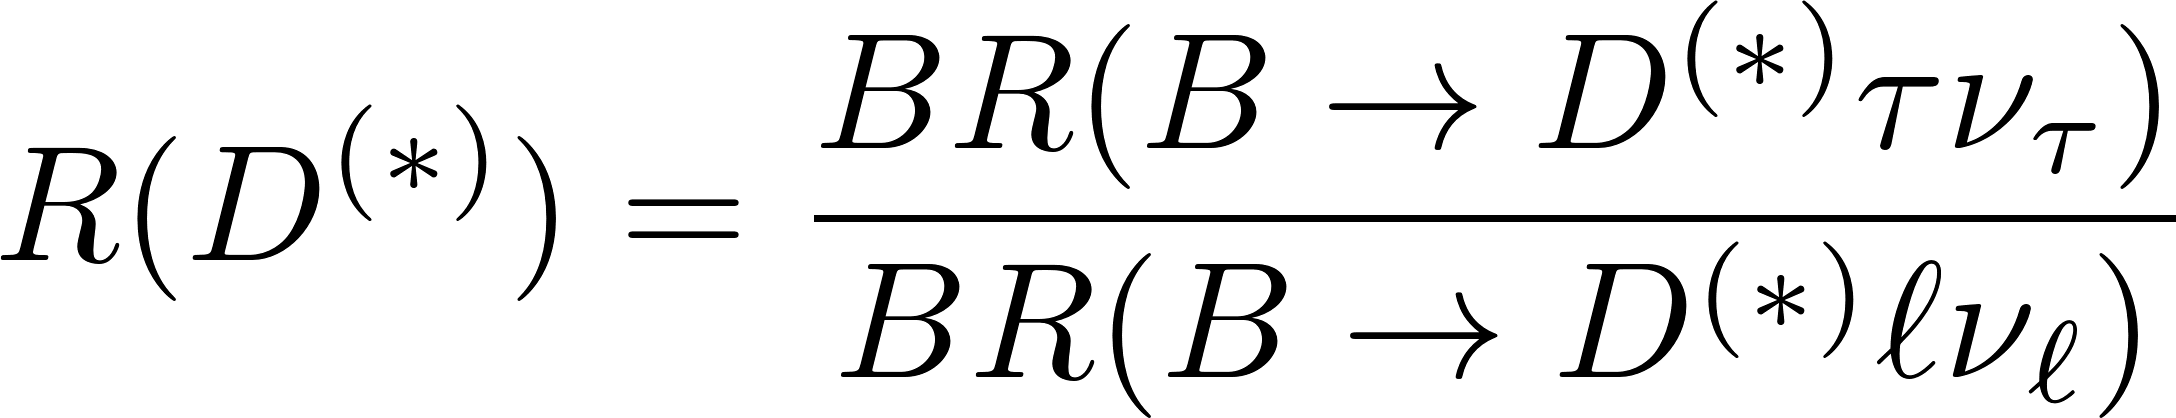 R(D^{(*)}) = \frac{BR(B \to D^{(*)} \tau \nu_\tau)}{BR(B \to D^{(*)} \ell \nu_\ell)}